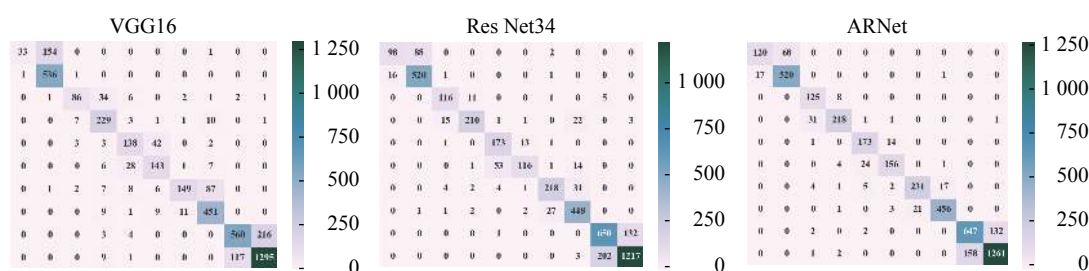 VGG16
33 154 0 0 0 0 0 1 0 0
1 536 1 0 0 0 0 0 0 0
0 1 86 34 6 0 2 1 2 1
0 0 7 229 3 1 1 10 0 1
0 0 3 3 138 42 0 2 0 0
0 0 0 6 28 143 1 7 0 0
0 1 2 7 8 6 149 87 0 0
0 0 0 9 1 9 11 451 0 0
0 0 0 3 4 0 0 0 560 216
0 0 0 9 1 0 0 0 117 1295
1 250
1 000
750
500
250
0
Res Net34
98 88 0 0 0 0 2 0 0 0
16 520 1 0 0 0 1 0 0 0
0 0 116 11 0 0 1 0 5 0
0 0 15 210 1 1 0 22 0 3
0 0 1 0 173 13 1 0 0 0
0 0 0 1 53 116 1 14 0 0
0 0 4 2 4 1 218 31 0 0
0 1 1 2 0 2 27 448 0 0
0 0 0 0 1 0 0 0 650 132
0 0 0 0 0 0 0 3 202 1217
1 000
750
500
250
0
ARNet
120 68 0 0 0 0 0 0 0 0
17 520 0 0 0 0 0 1 0 0
0 0 125 8 0 0 0 0 0 0
0 0 31 218 1 1 0 0 0 1
0 0 1 0 173 14 0 0 0 0
0 0 0 4 24 156 1 0 0 0
0 0 4 1 5 2 231 17 0 0
0 0 0 1 0 3 21 456 0 0
0 0 2 0 2 0 0 0 647 132
0 0 0 1 2 0 0 0 158 1261
1 250
1 000
750
500
250
0